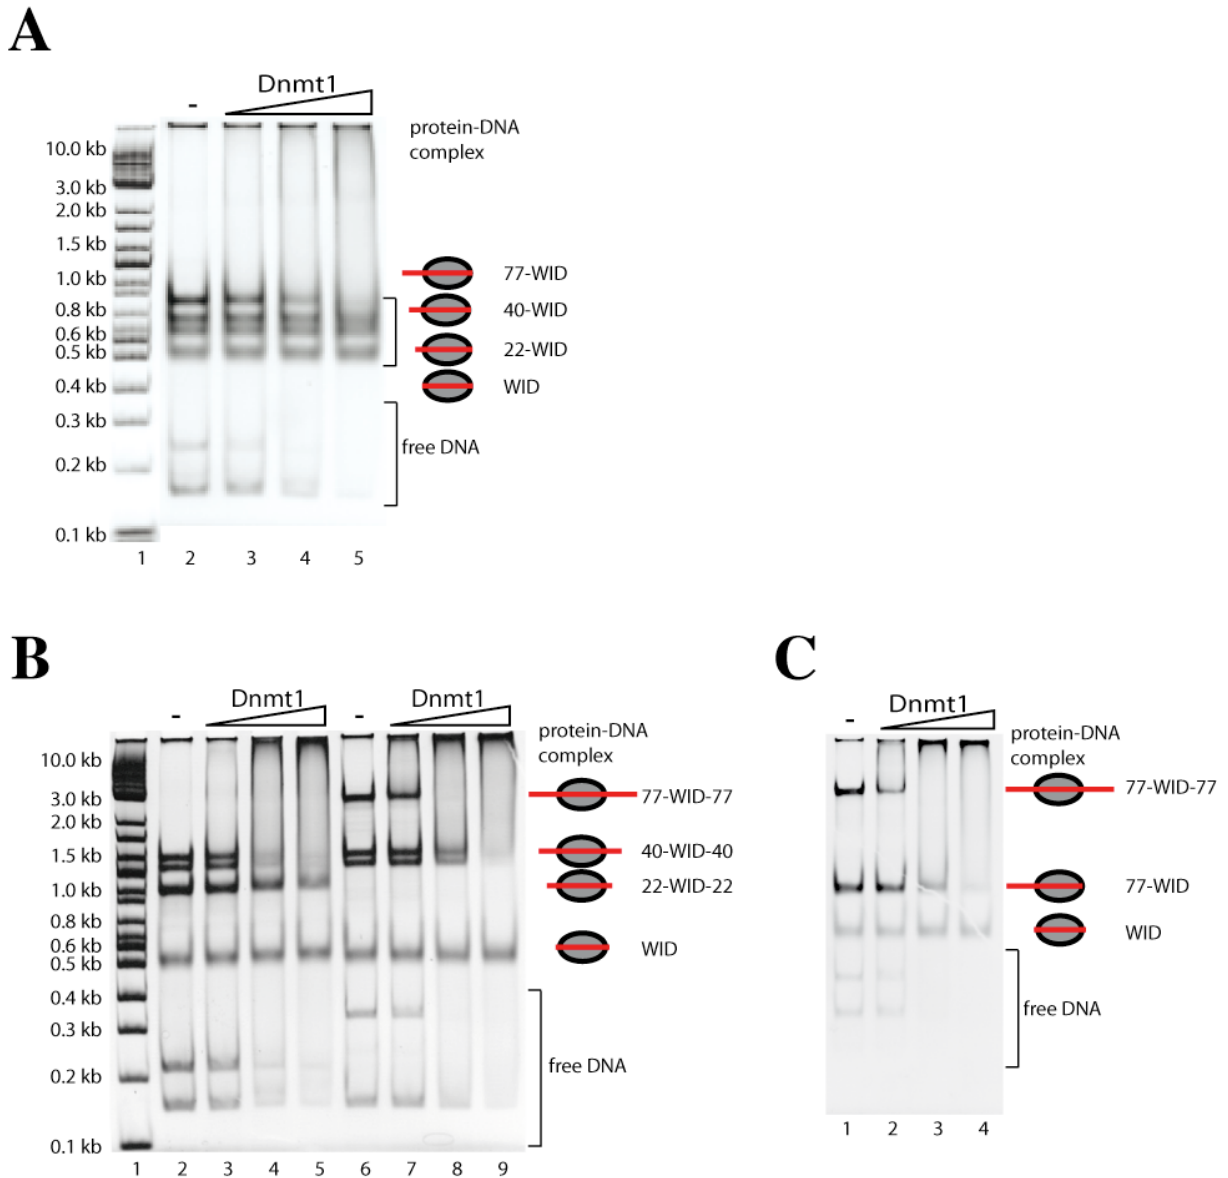 A
Dnmt1
-
protein-DNA
complex
10.0 kb
3.0 kb
2.0 kb
1.5 kb
1.0 kb
0.8 kb
0.6 kb
0.5 kb
0.4 kb
0.3 kb
0.2 kb
0.1 kb
77-WID
40-WID
22-WID
WID
free DNA
1 2 3 4 5
B
Dnmt1 Dnmt1
- -
protein-DNA
complex
10.0 kb
3.0 kb
2.0 kb
1.5 kb
1.0 kb
0.8 kb
0.6 kb
0.5 kb
0.4 kb
0.3 kb
0.2 kb
0.1 kb
77-WID-77
40-WID-40
22-WID-22
WID
free DNA
1 2 3 4 5 6 7 8 9
C
Dnmt1
-
protein-DNA
complex
77-WID-77
77-WID
WID
free DNA
1 2 3 4